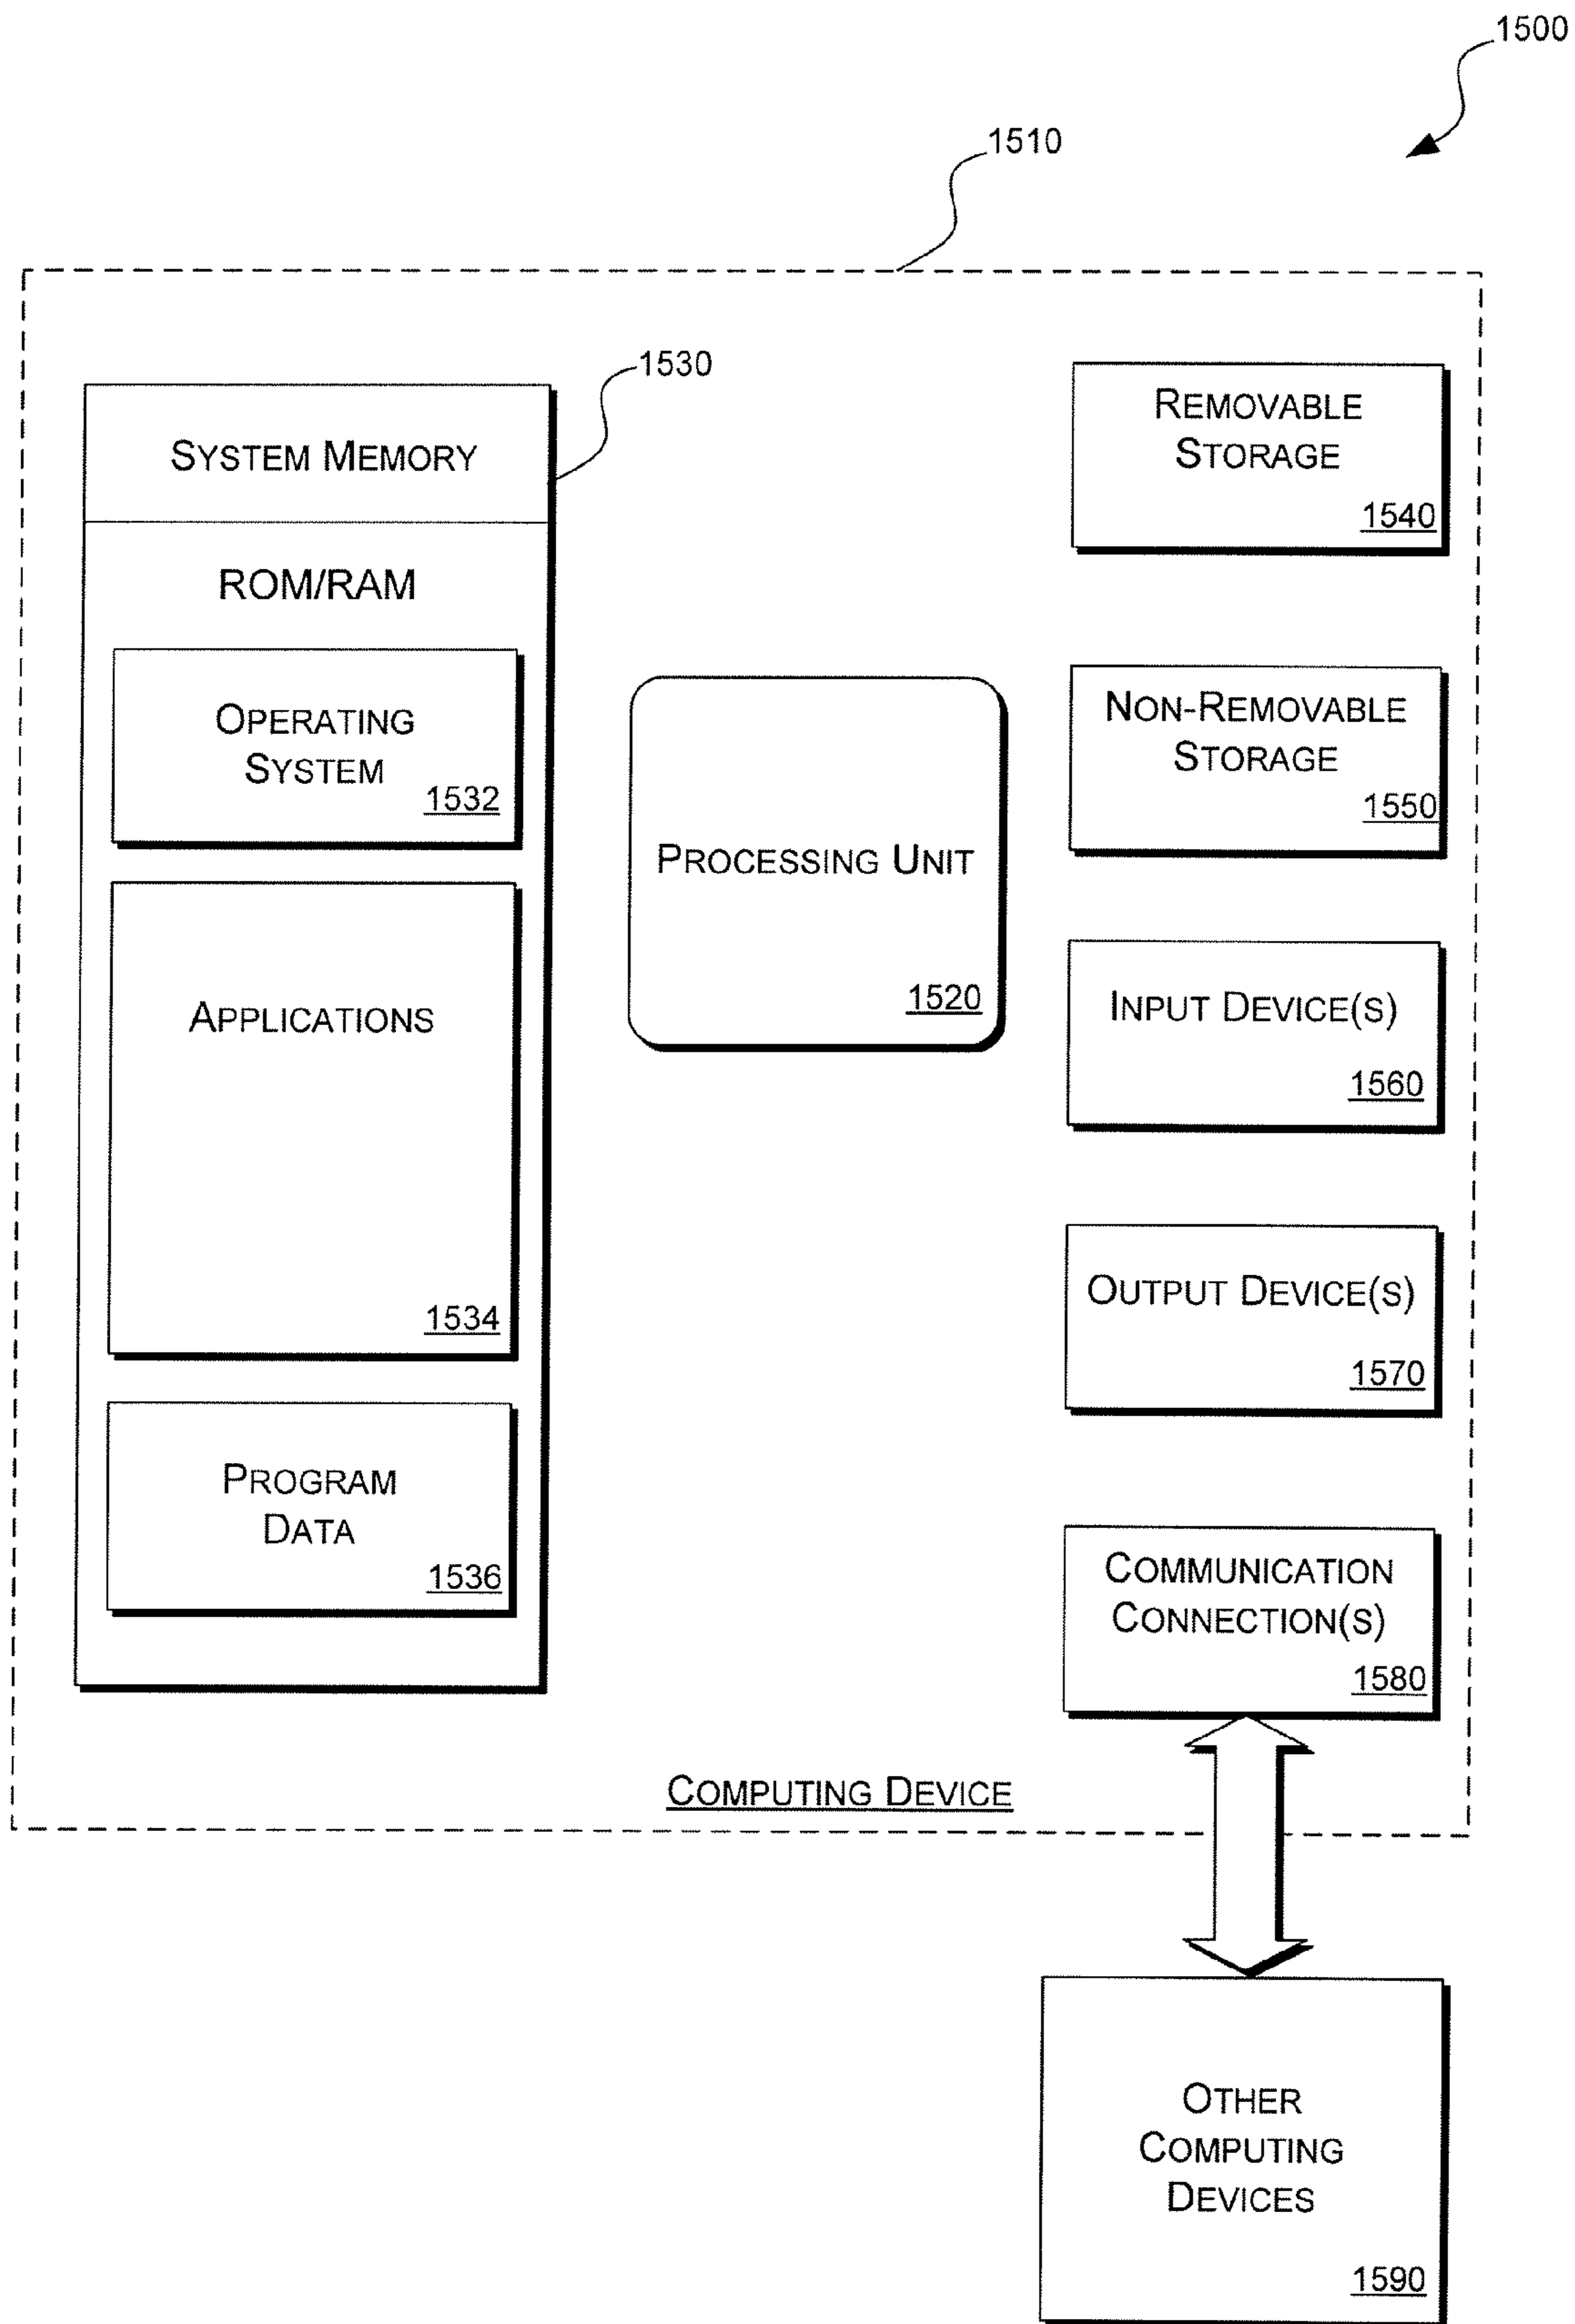 1500
1510
1530
SYSTEM MEMORY
ROM/RAM
OPERATING
SYSTEM
1532
APPLICATIONS
1534
PROGRAM
DATA
1536
PROCESSING UNIT
1520
REMOVABLE
STORAGE
1540
NON-REMOVABLE
STORAGE
1550
INPUT DEVICE(S)
1560
OUTPUT DEVICE(S)
1570
COMMUNICATION
CONNECTION(S)
1580
COMPUTING DEVICE
OTHER
COMPUTING
DEVICES
1590